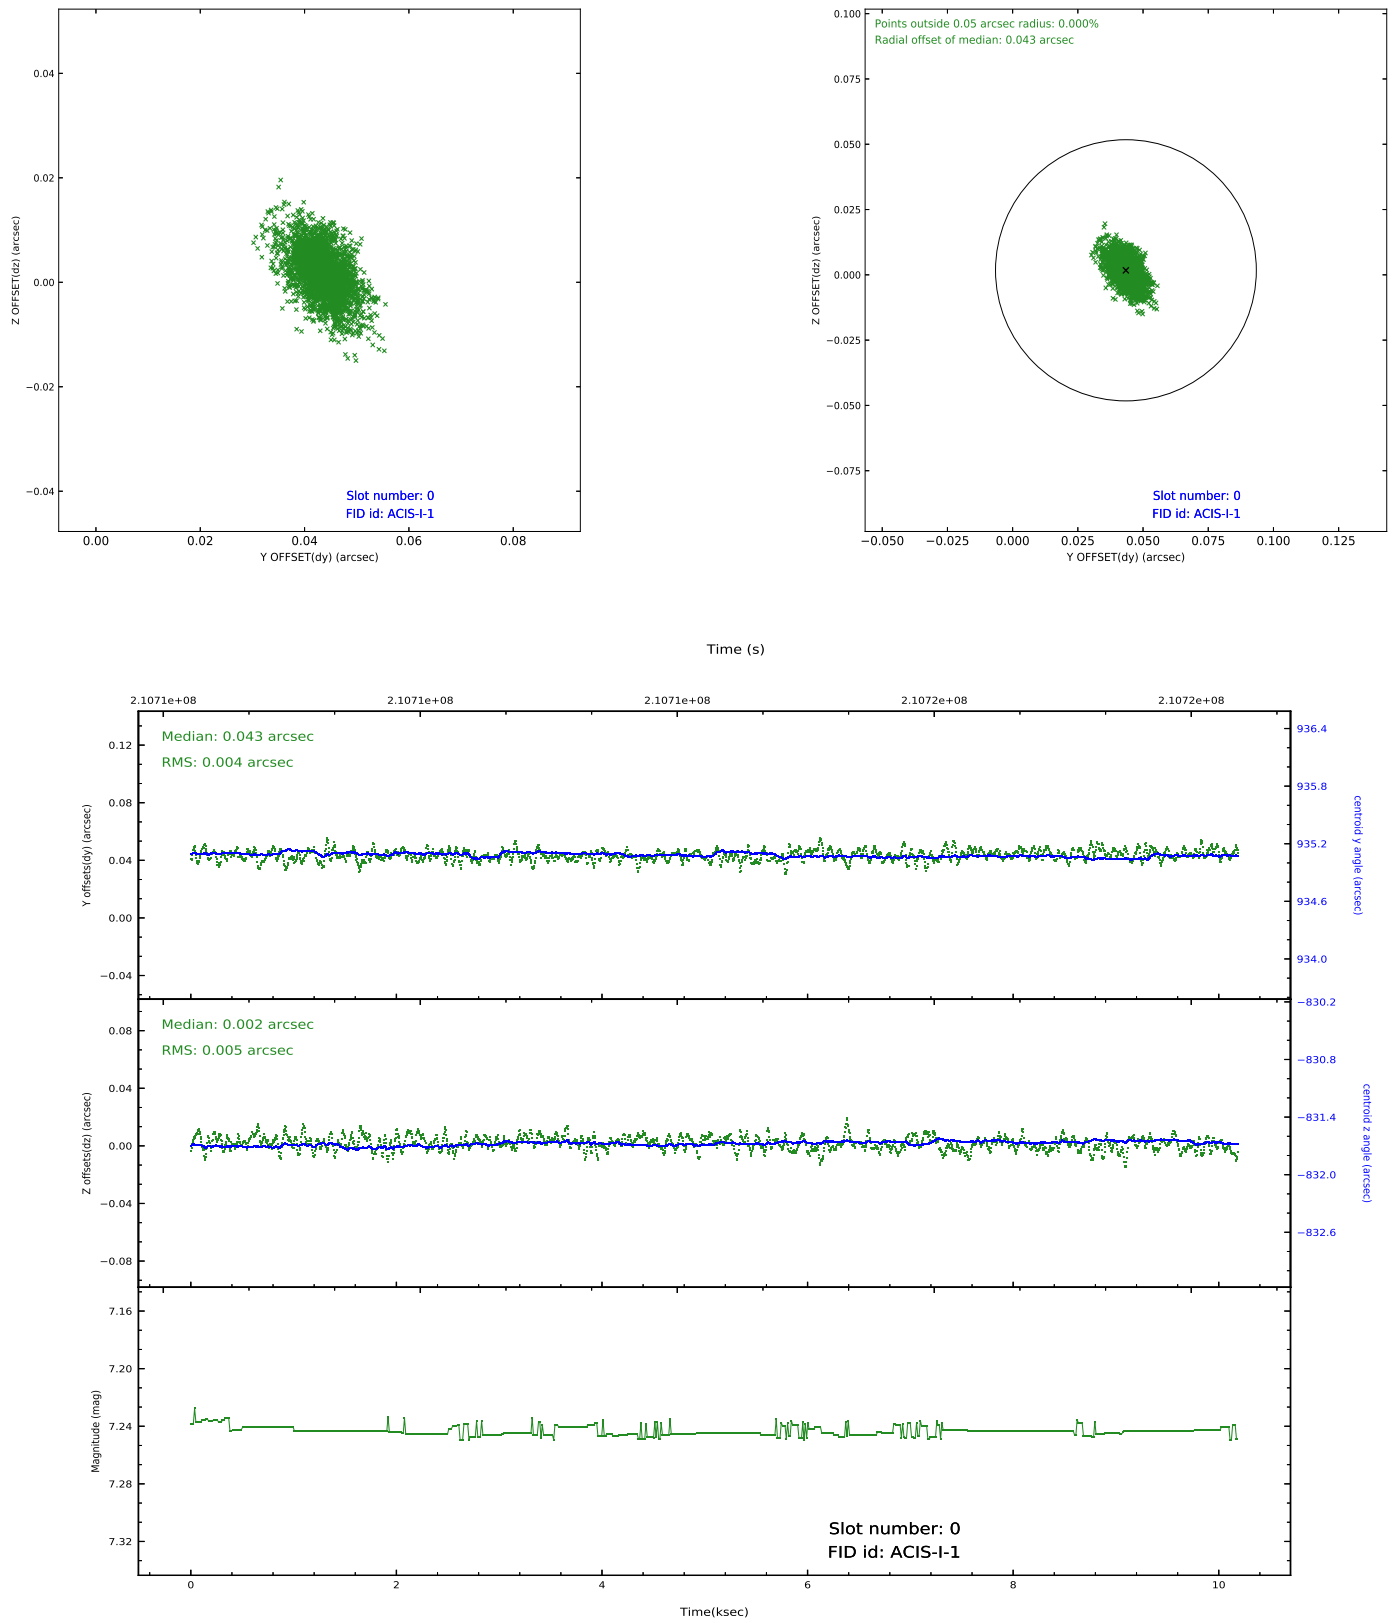 0.04
0.02
0.00
−0.02
−0.04
Z OFFSET(dz) (arcsec)
Slot number: 0
FID id: ACIS-I-1
0.00 0.02 0.04 0.06 0.08
Y OFFSET(dy) (arcsec)
Points outside 0.05 arcsec radius: 0.000%
Radial offset of median: 0.043 arcsec
0.100
0.075
0.050
0.025
0.000
−0.025
−0.050
−0.075
Z OFFSET(dz) (arcsec)
Slot number: 0
FID id: ACIS-I-1
−0.050 −0.025 0.000 0.025 0.050 0.075 0.100 0.125
Y OFFSET(dy) (arcsec)
Time (s)
2.1071e+08 2.1071e+08 2.1071e+08 2.1072e+08 2.1072e+08
Median: 0.043 arcsec
RMS: 0.004 arcsec
0.12
0.08
0.04
0.00
−0.04
Y offsets(dy) (arcsec)
936.4
935.8
935.2
934.6
934.0
centroid y angle (arcsec)
Median: 0.002 arcsec
RMS: 0.005 arcsec
0.08
0.04
0.00
−0.04
−0.08
Z offsets(dz) (arcsec)
−830.2
−830.8
−831.4
−832.0
−832.6
centroid z angle (arcsec)
7.16
7.20
7.24
7.28
7.32
Magnitude (mag)
Slot number: 0
FID id: ACIS-I-1
0 2 4 6 8 10
Time(ksec)